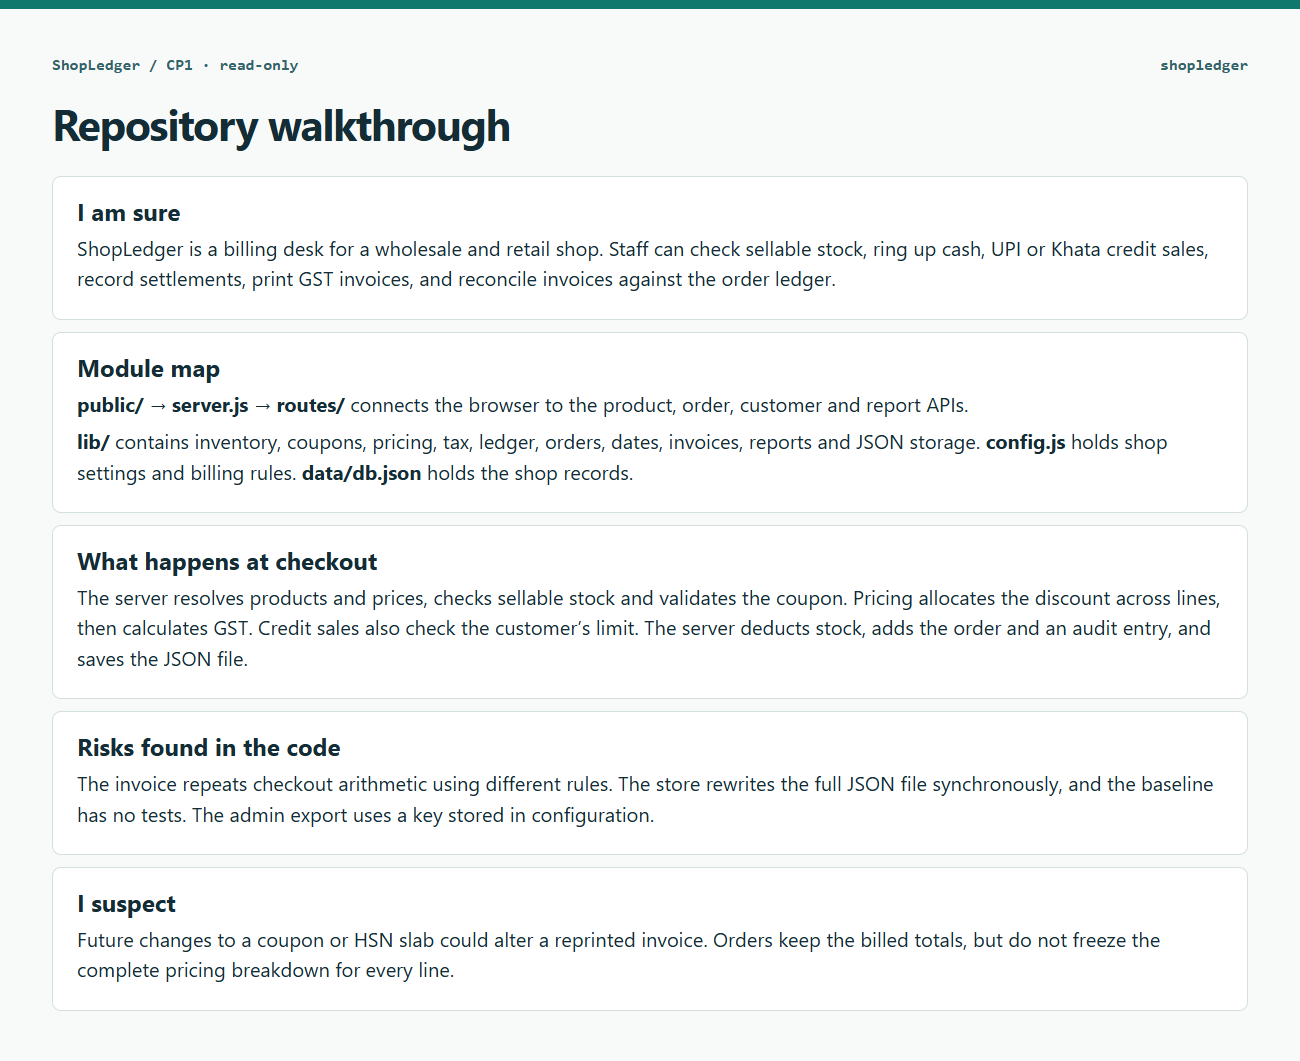 ShopLedger / CP1 · read-only
shopledger
Repository walkthrough
I am sure
ShopLedger is a billing desk for a wholesale and retail shop. Staff can check sellable stock, ring up cash, UPI or Khata credit sales,
record settlements, print GST invoices, and reconcile invoices against the order ledger.
Module map
public/ → server.js → routes/ connects the browser to the product, order, customer and report APIs.
lib/ contains inventory, coupons, pricing, tax, ledger, orders, dates, invoices, reports and JSON storage. config.js holds shop
settings and billing rules. data/db.json holds the shop records.
What happens at checkout
The server resolves products and prices, checks sellable stock and validates the coupon. Pricing allocates the discount across lines,
then calculates GST. Credit sales also check the customer’s limit. The server deducts stock, adds the order and an audit entry, and
saves the JSON file.
Risks found in the code
The invoice repeats checkout arithmetic using different rules. The store rewrites the full JSON file synchronously, and the baseline
has no tests. The admin export uses a key stored in configuration.
I suspect
Future changes to a coupon or HSN slab could alter a reprinted invoice. Orders keep the billed totals, but do not freeze the
complete pricing breakdown for every line.